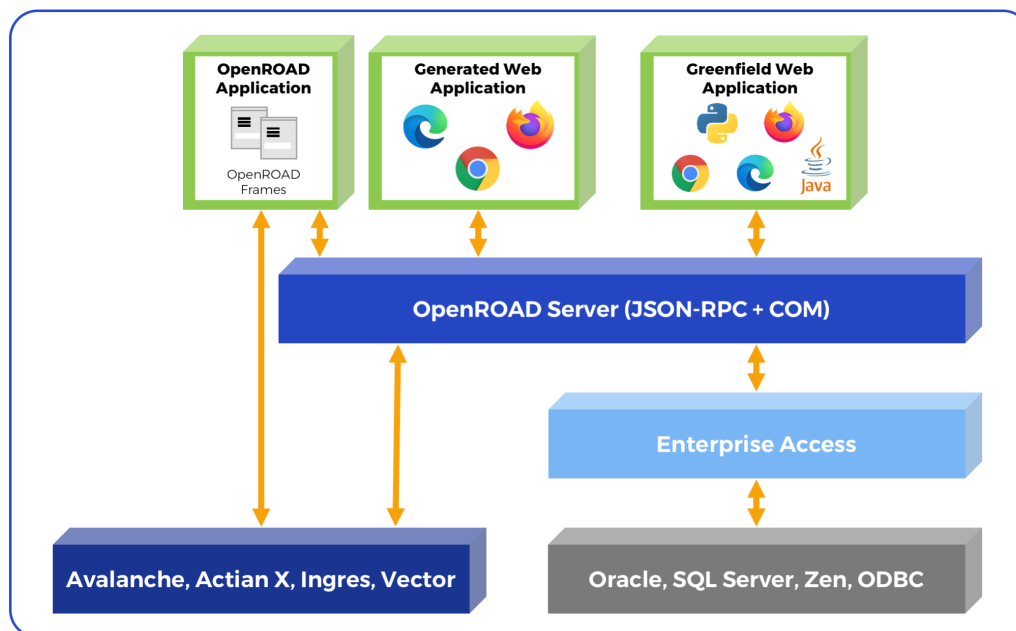 OpenROAD
Application
OpenROAD
Frames
Generated Web
Application
Greenfield Web
Application
Java
OpenROAD Server (JSON-RPC + COM)
Enterprise Access
Avalanche, Actian X, Ingres, Vector
Oracle, SQL Server, Zen, ODBC